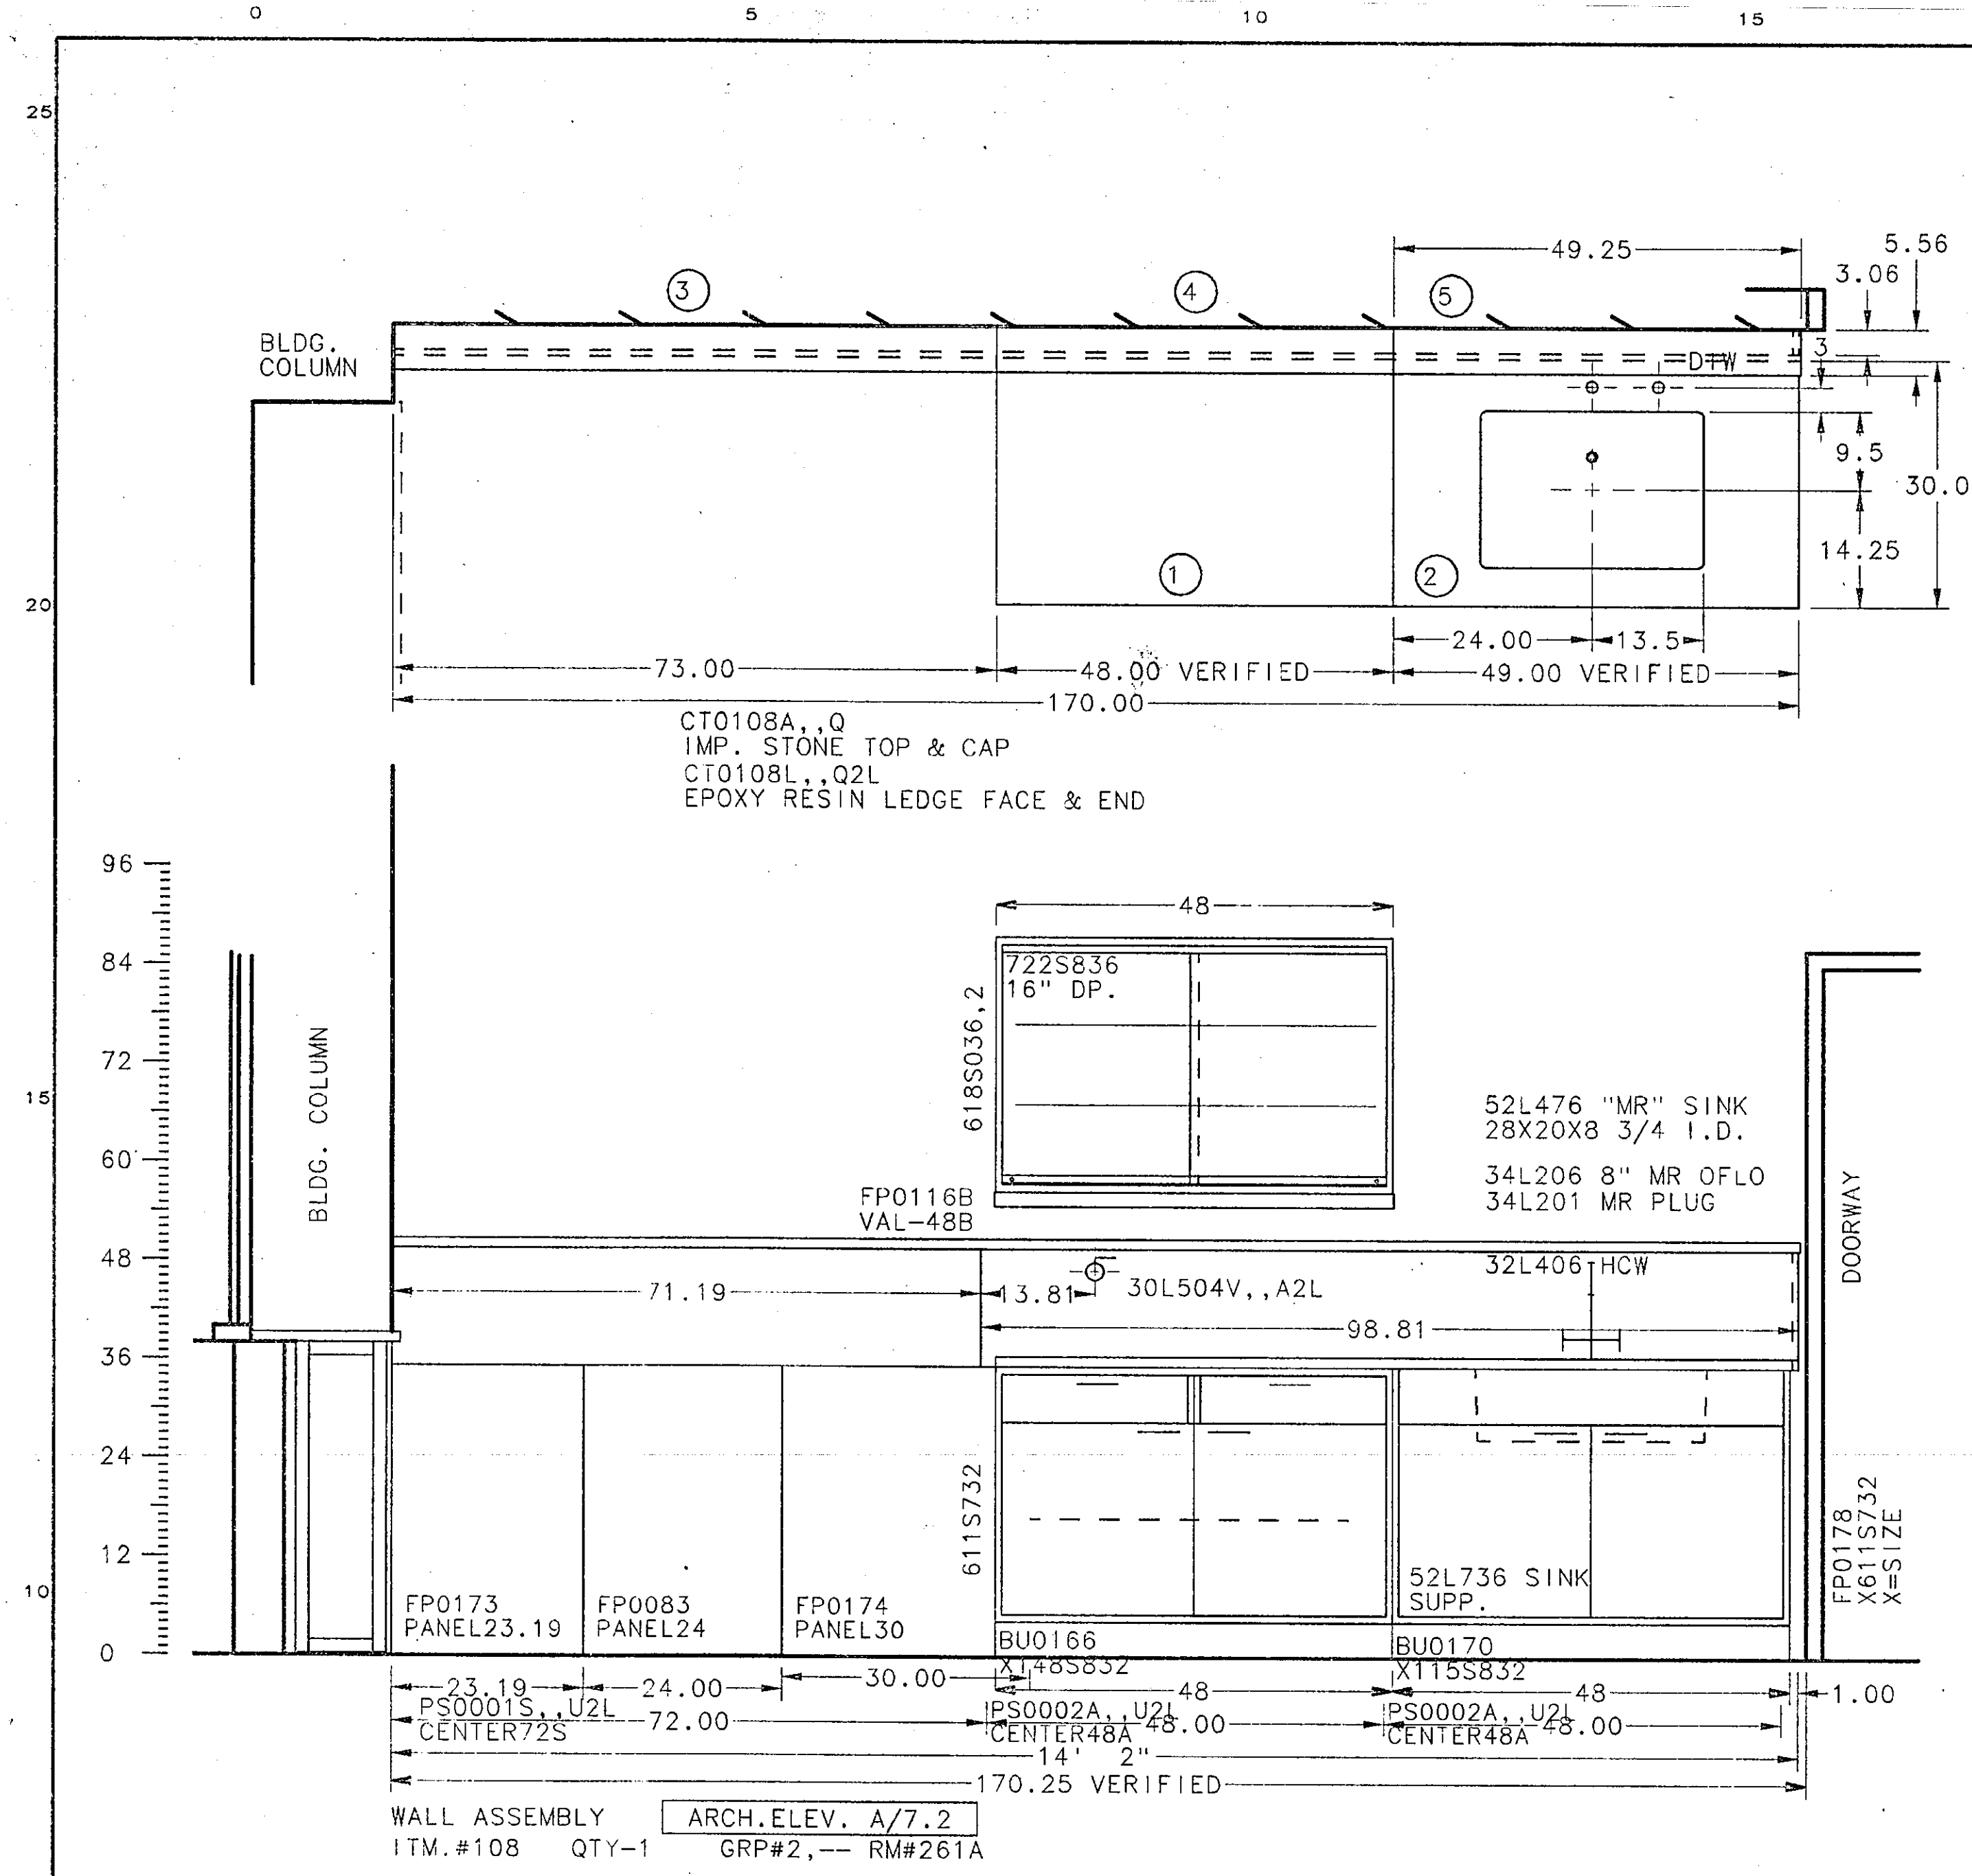 0 5 10 15
25
49.25
5.56
3.06
3
4
5
BLDG.
COLUMN
3
DTW
9.5
30.0
14.25
1
2
20
24.00
13.5
73.00
48.00 VERIFIED
49.00 VERIFIED
170.00
CT0108A,,Q
IMP. STONE TOP & CAP
CT0108L,,Q2L
EPOXY RESIN LEDGE FACE & END
96
84
72
60
48
36
24
12
0
15
10
48
722S836
16" DP.
618S036,2
BLDG. COLUMN
52L476 "MR" SINK
28X20X8 3/4 I.D.
34L206 8" MR OFLO
34L201 MR PLUG
FP0116B
VAL-48B
DOORWAY
32L406 HCW
71.19
13.81
30L504V,,A2L
98.81
611S732
FP0178
X611S732
X=SIZE
52L736 SINK
SUPP.
FP0173
PANEL23.19
FP0083
PANEL24
FP0174
PANEL30
BU0166
X148S832
BU0170
X115S832
23.19
24.00
30.00
48
48
1.00
PS0001S,,U2L
CENTER72S
72.00
PS0002A,,U2L
CENTER48A
48.00
PS0002A,,U2L
CENTER48A
48.00
14' 2"
170.25 VERIFIED
WALL ASSEMBLY
ARCH.ELEV. A/7.2
ITM.#108 QTY-1 GRP#2,-- RM#261A